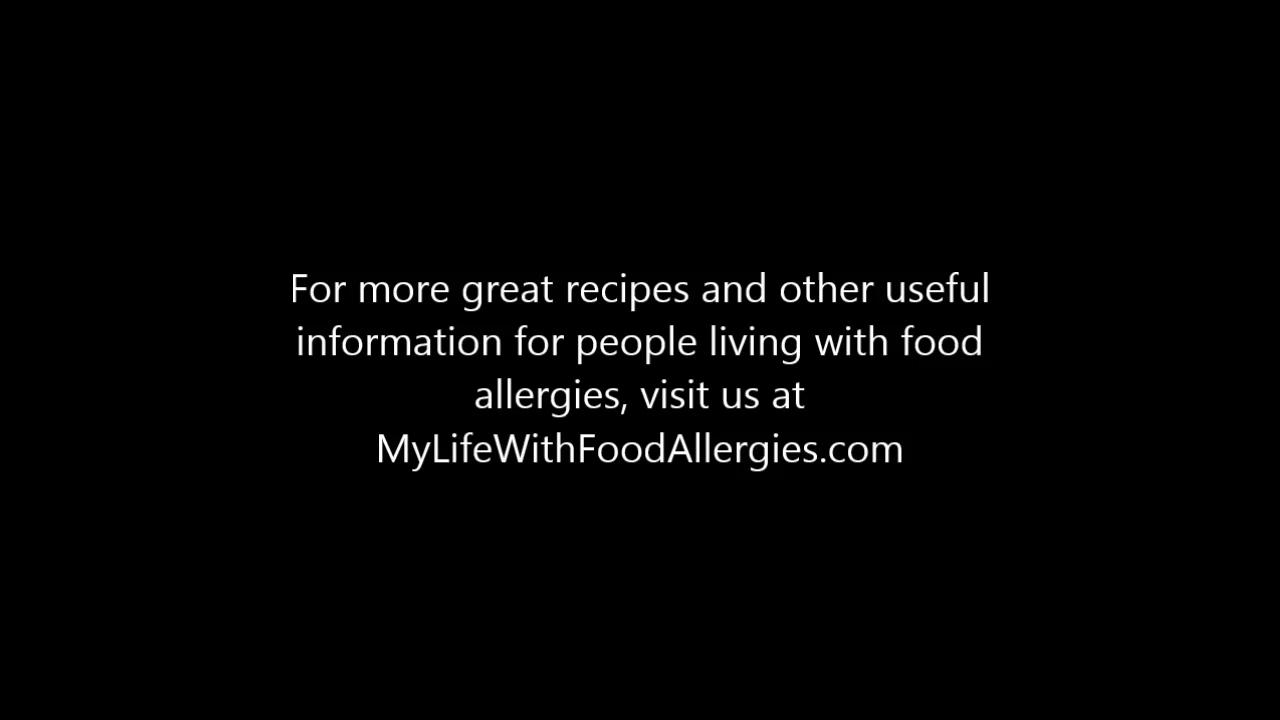 For more great recipes and other useful
information for people living with food
allergies, visit us at
MyLifeWithFoodAllergies.com